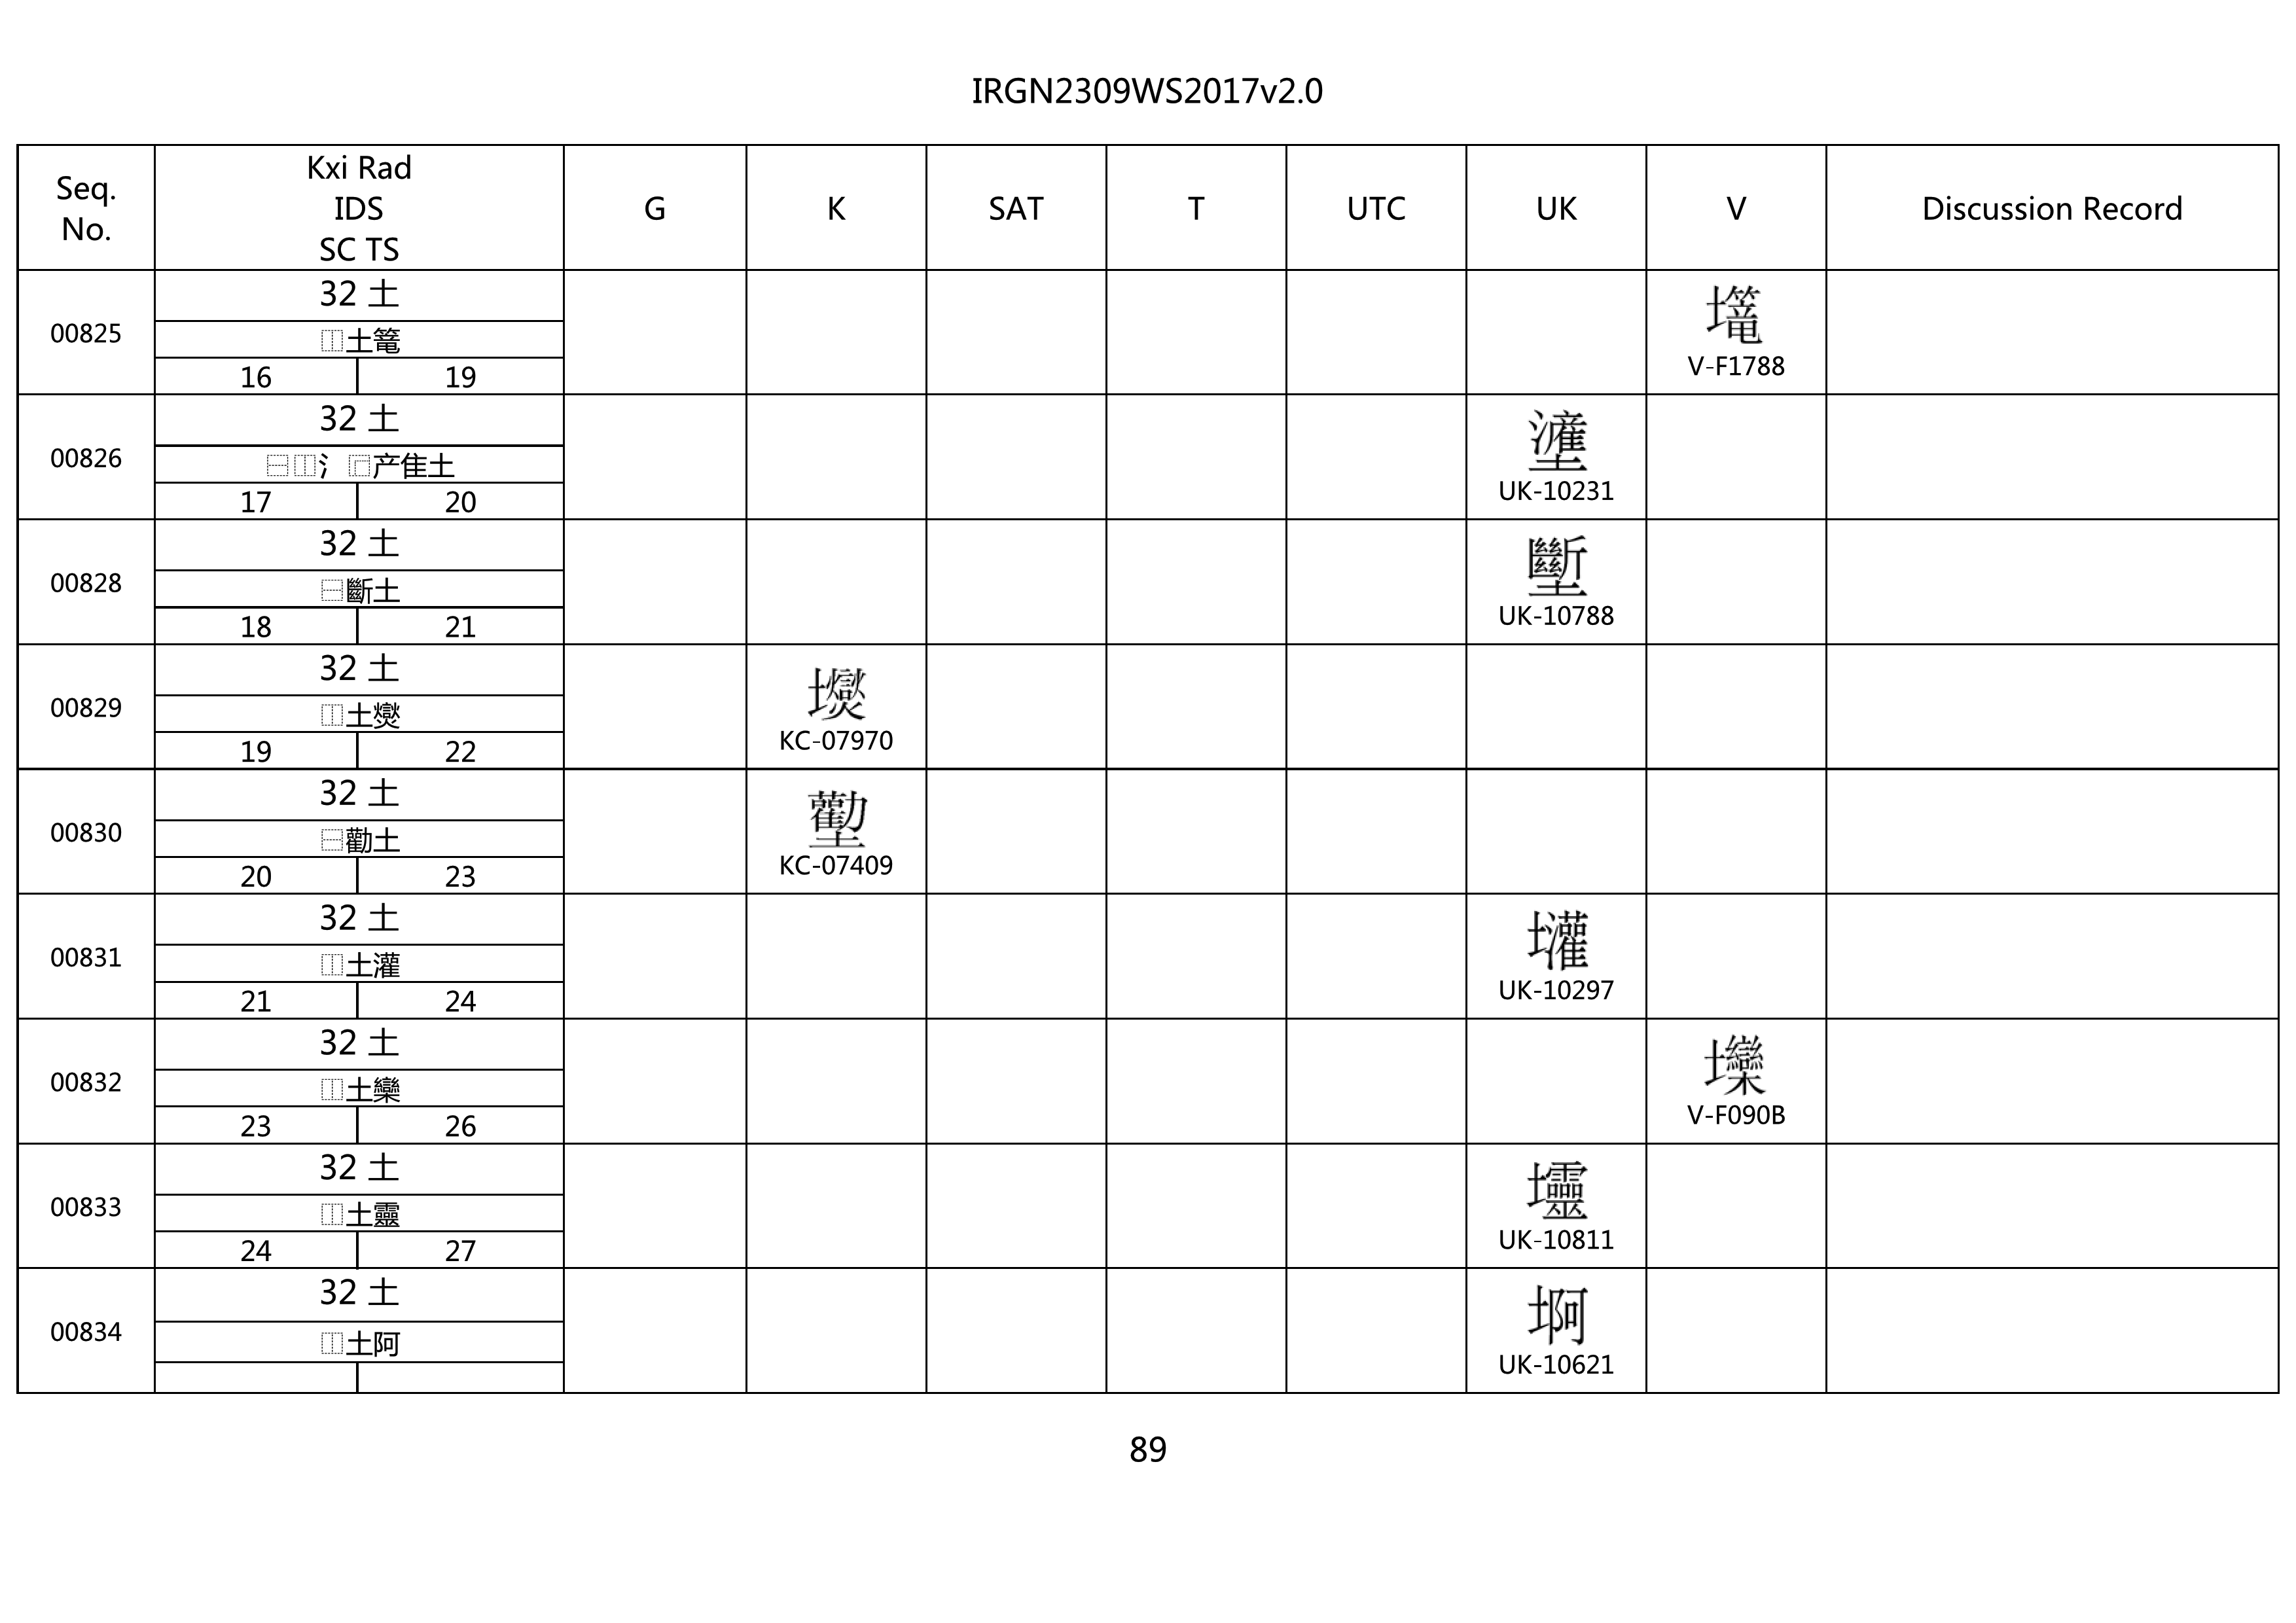 IRGN2309WS2017v2.0
Seq. No. Kxi Rad IDS SC TS G K SAT T UTC UK V Discussion Record
00825
32 土
⿰土篭
16 19
V-F1788
00826
32 土
⿱⿰氵⿸产隹土
17 20
UK-10231
00828
32 土
⿱斷土
18 21
UK-10788
00829
32 土
⿰土燮
19 22
KC-07970
00830
32 土
⿱勸土
20 23
KC-07409
00831
32 土
⿰土灌
21 24
UK-10297
00832
32 土
⿰土欒
23 26
V-F090B
00833
32 土
⿰土靈
24 27
UK-10811
00834
32 土
⿰土阿
UK-10621
89